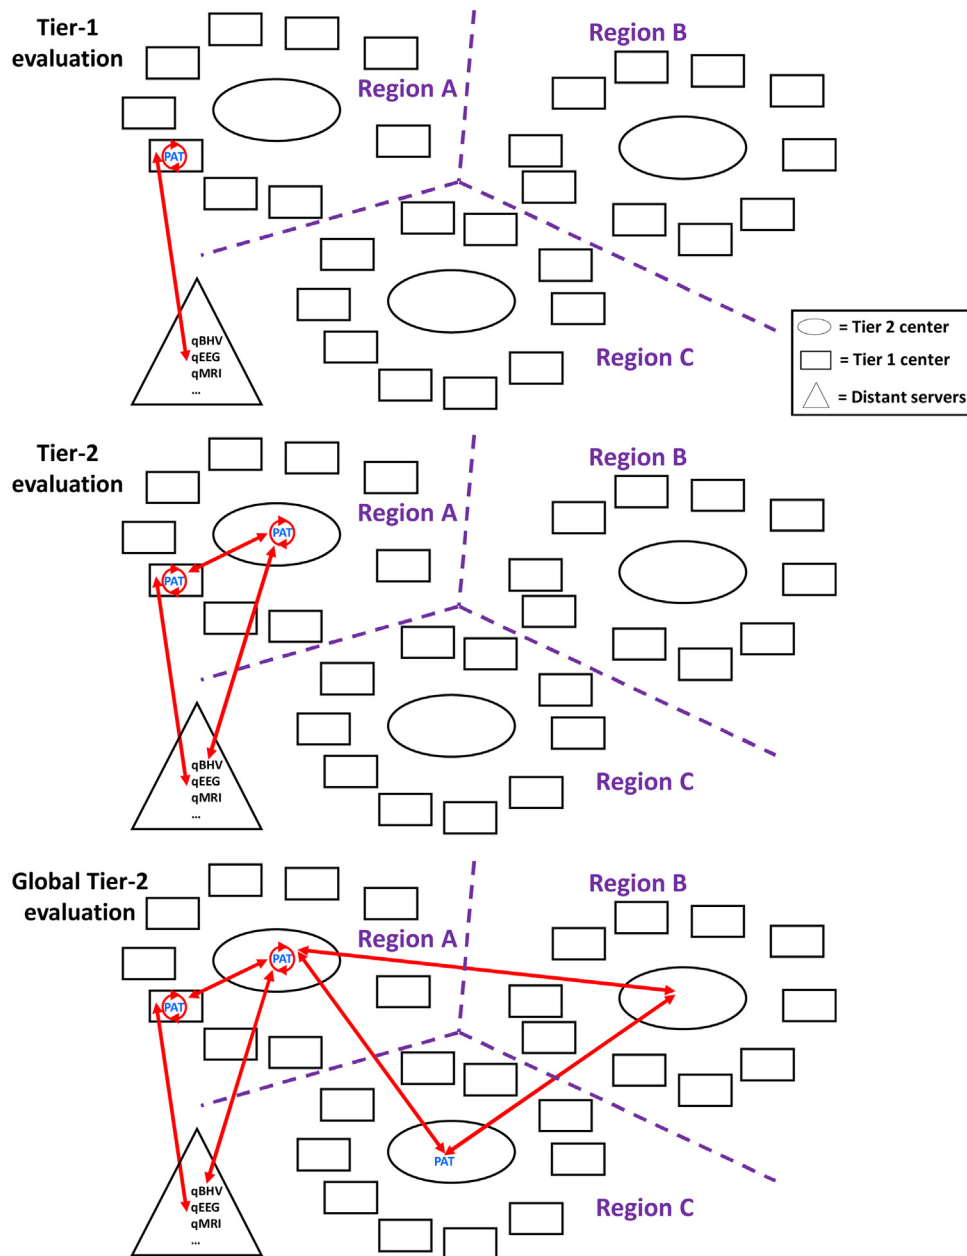 Tier-1
evaluation
Region A
Region B
PAT
qBHV
qEEG
qMRI
...
Region C
= Tier 2 center
= Tier 1 center
= Distant servers
Tier-2
evaluation
Region A
Region B
PAT
PAT
qBHV
qEEG
qMRI
...
Region C
Global Tier-2
evaluation
Region A
Region B
PAT
PAT
PAT
qBHV
qEEG
qMRI
...
Region C